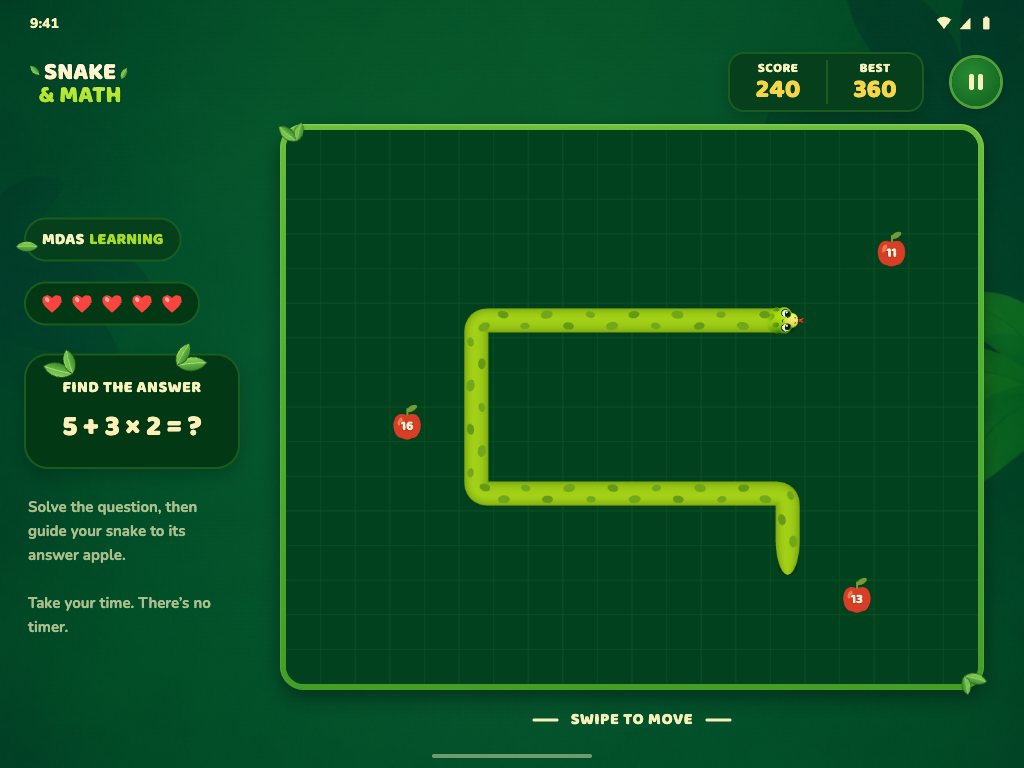 9:41
SNAKE
& MATH
SCORE
240
BEST
360
MDAS LEARNING
FIND THE ANSWER
5 + 3 × 2 = ?
Solve the question, then
guide your snake to its
answer apple.
Take your time. There's no
timer.
11
16
13
SWIPE TO MOVE